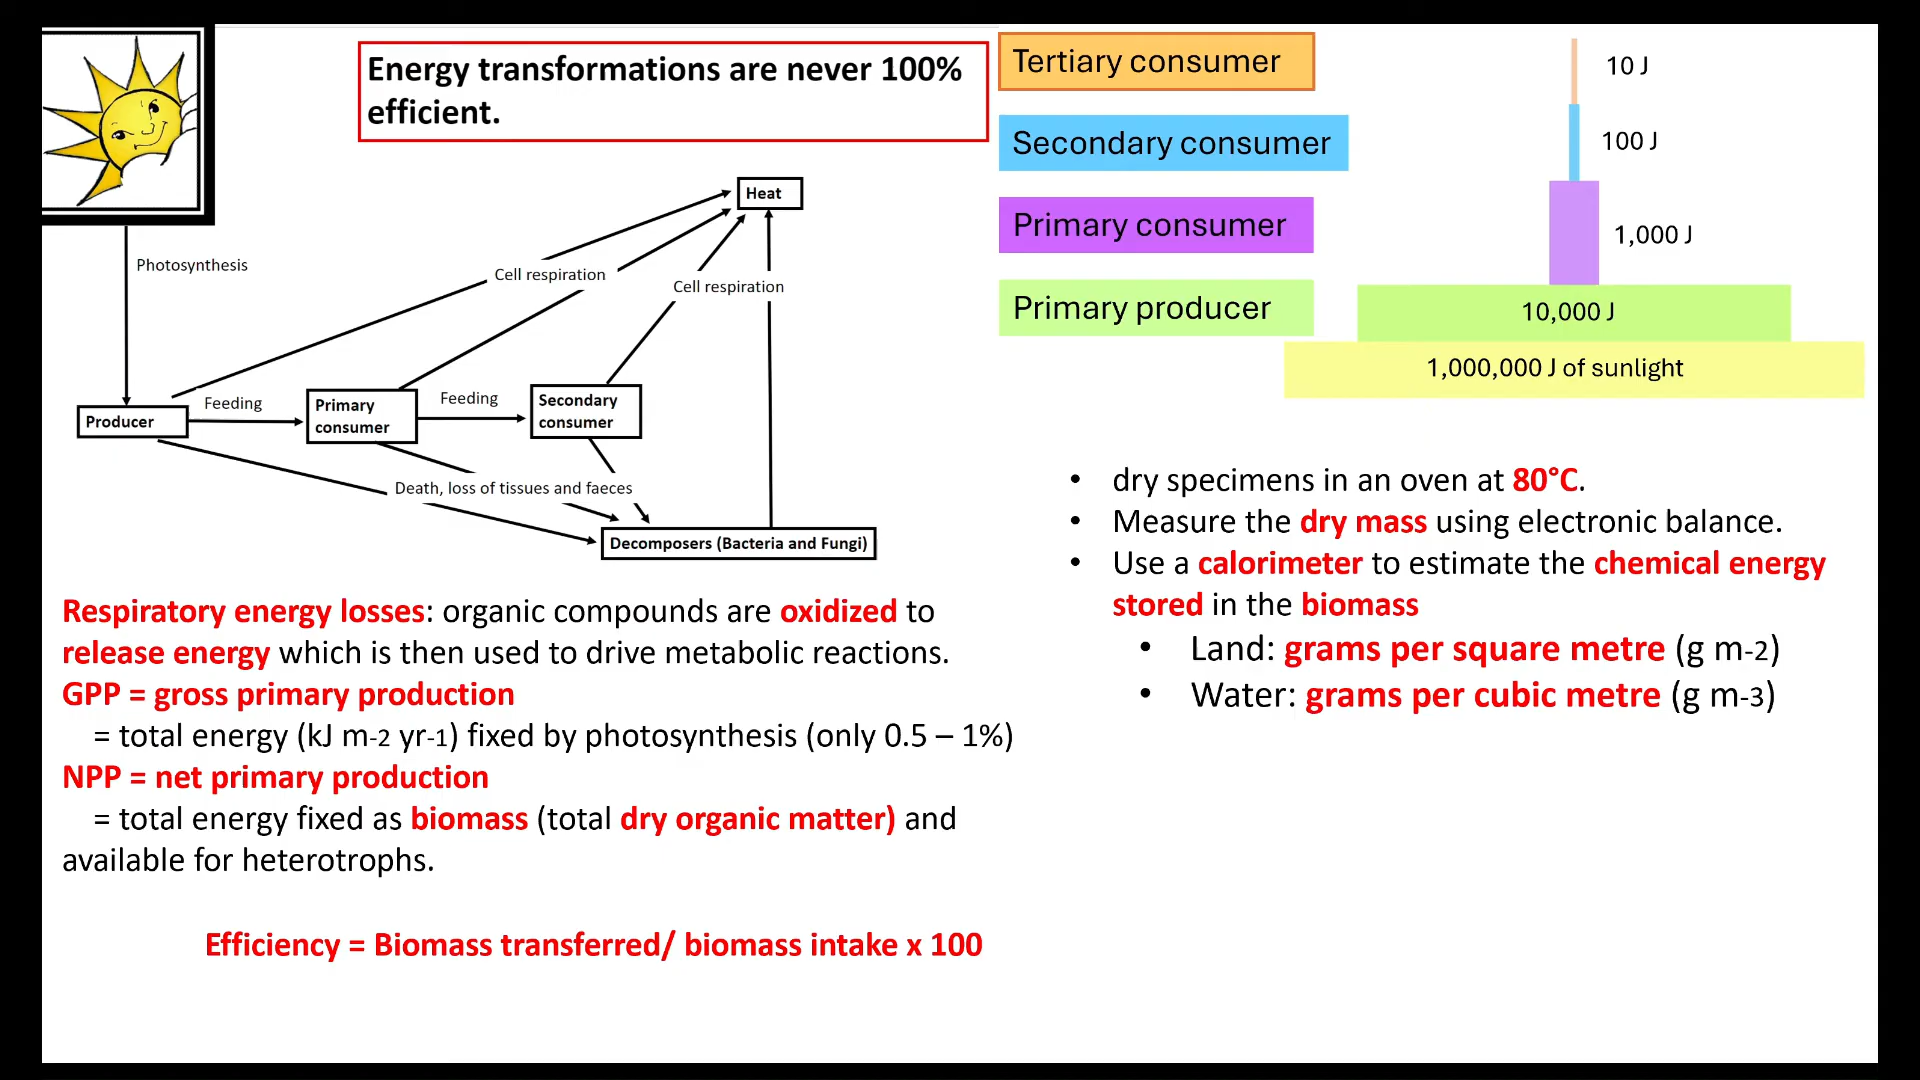 Energy transformations are never 100%
efficient.
Heat
Photosynthesis
Cell respiration
Cell respiration
Producer
Feeding
Primary
consumer
Feeding
Secondary
consumer
Death, loss of tissues and faeces
Decomposers (Bacteria and Fungi)
Respiratory energy losses: organic compounds are oxidized to
release energy which is then used to drive metabolic reactions.
GPP = gross primary production
= total energy (kJ m-2 yr-1) fixed by photosynthesis (only 0.5 – 1%)
NPP = net primary production
= total energy fixed as biomass (total dry organic matter) and
available for heterotrophs.
Efficiency = Biomass transferred/ biomass intake x 100
Tertiary consumer
10 J
Secondary consumer
100 J
Primary consumer
1,000 J
Primary producer
10,000 J
1,000,000 J of sunlight
• dry specimens in an oven at 80°C.
• Measure the dry mass using electronic balance.
• Use a calorimeter to estimate the chemical energy
stored in the biomass
• Land: grams per square metre (g m-2)
• Water: grams per cubic metre (g m-3)